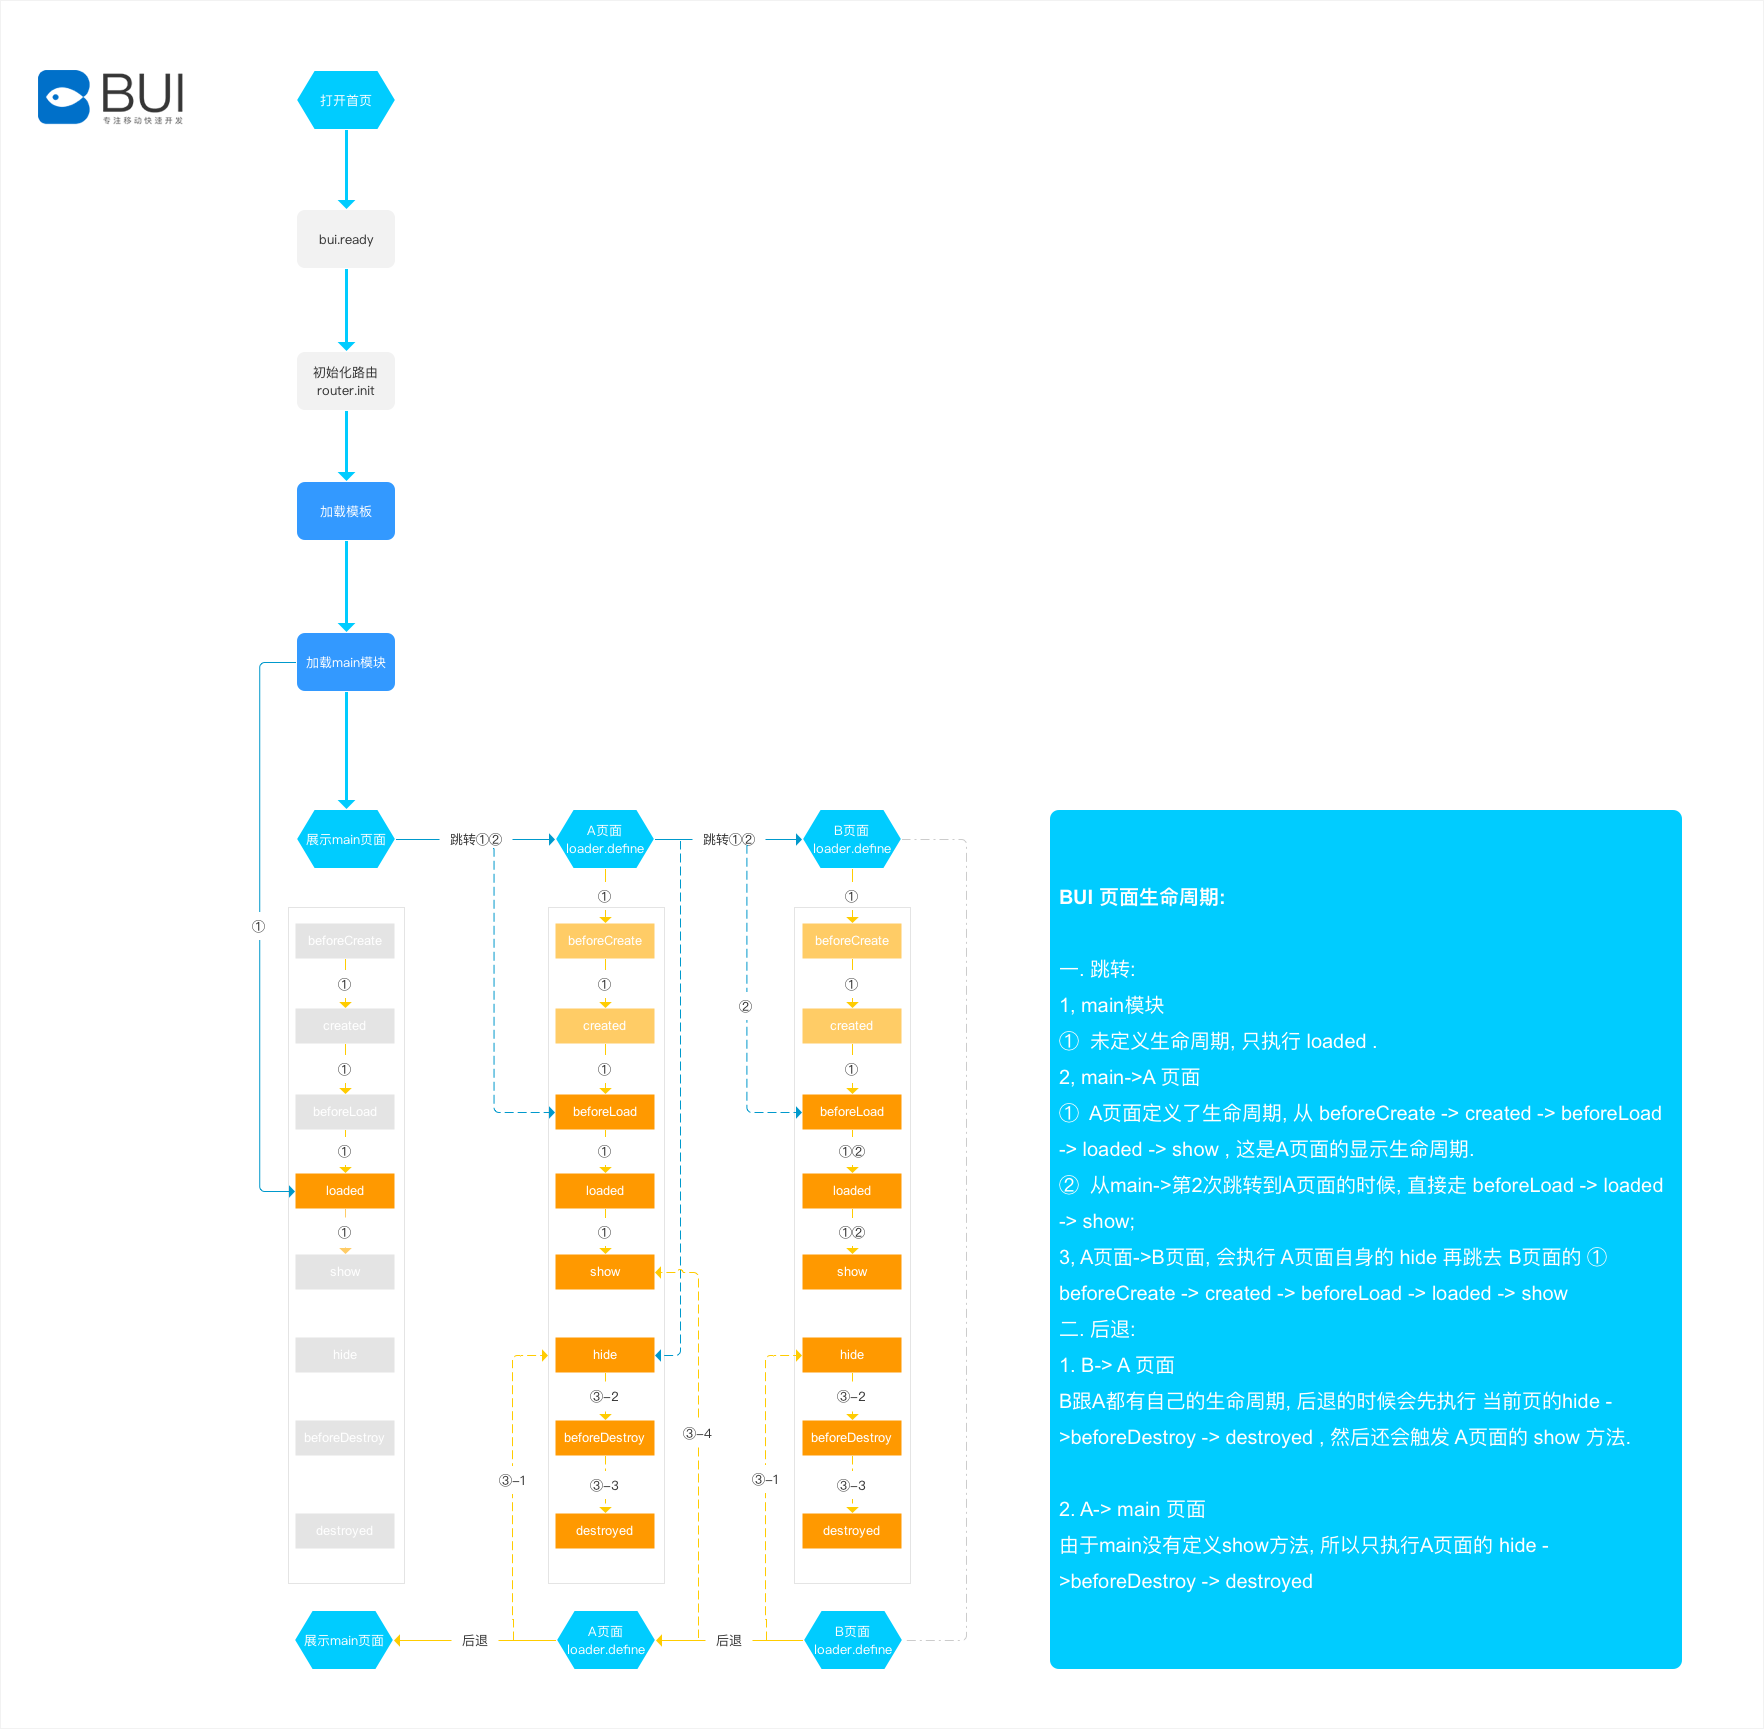 BUI
专注移动快速开发
打开首页
bui.ready
初始化路由
router.init
加载模板
加载main模块
展示main页面
跳转①②
A页面
loader.define
跳转①②
B页面
loader.define
①
①
①
②
beforeCreate
beforeCreate
beforeCreate
①
①
①
created
created
created
①
①
①
beforeLoad
beforeLoad
beforeLoad
①
①
①②
loaded
loaded
loaded
①
①
①②
show
show
show
hide
hide
hide
③-2
③-2
beforeDestroy
beforeDestroy
beforeDestroy
③-4
③-1
③-1
③-3
③-3
destroyed
destroyed
destroyed
展示main页面
后退
A页面
loader.define
后退
B页面
loader.define
BUI 页面生命周期:
一. 跳转:
1, main模块
① 未定义生命周期, 只执行 loaded .
2, main->A 页面
① A页面定义了生命周期, 从 beforeCreate -> created -> beforeLoad
-> loaded -> show , 这是A页面的显示生命周期.
② 从main->第2次跳转到A页面的时候, 直接走 beforeLoad -> loaded
-> show;
3, A页面->B页面, 会执行 A页面自身的 hide 再跳去 B页面的 ①
beforeCreate -> created -> beforeLoad -> loaded -> show
二. 后退:
1. B-> A 页面
B跟A都有自己的生命周期, 后退的时候会先执行 当前页的hide -
>beforeDestroy -> destroyed , 然后还会触发 A页面的 show 方法.
2. A-> main 页面
由于main没有定义show方法, 所以只执行A页面的 hide -
>beforeDestroy -> destroyed